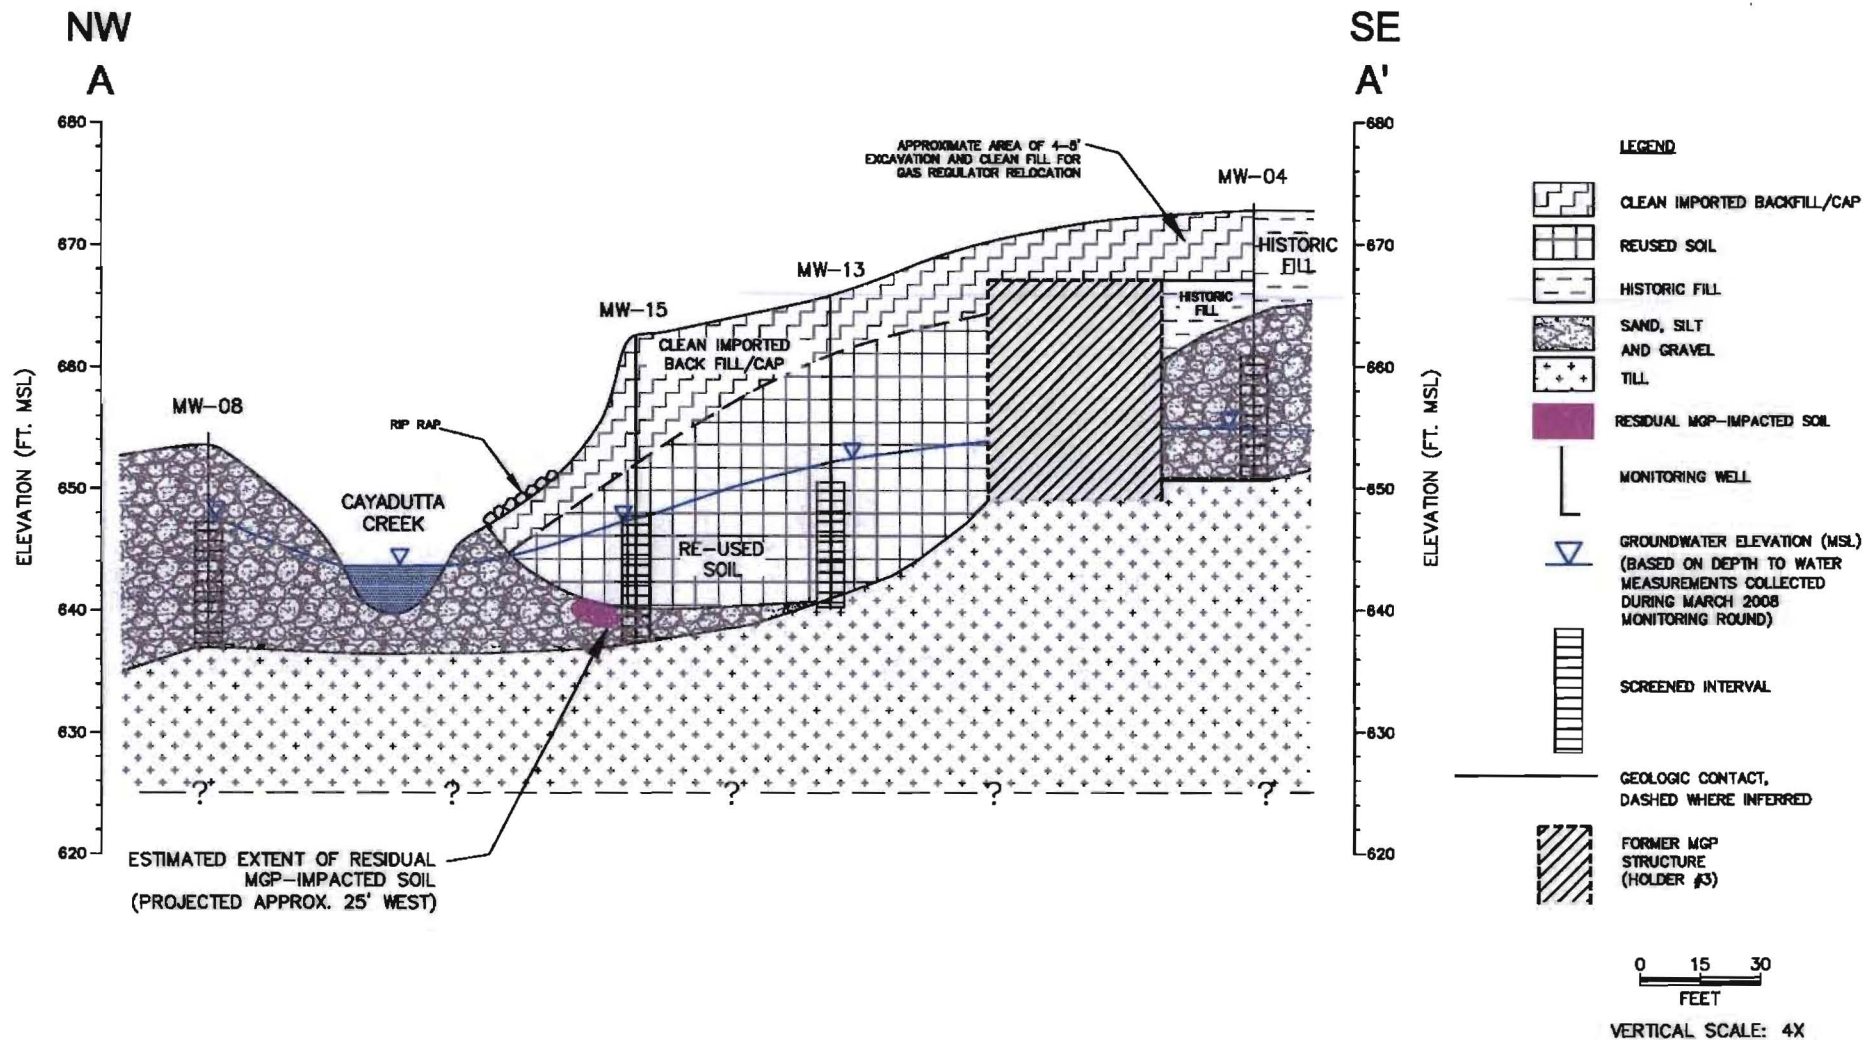 NW
A
SE
A'
680
670
660
650
640
630
620
ELEVATION (FT. MSL)
MW-08
CAYADUTTA
CREEK
RIP RAP
MW-15
CLEAN IMPORTED
BACK FILL/CAP
MW-13
RE-USED
SOIL
APPROXIMATE AREA OF 4-8'
EXCAVATION AND CLEAN FILL FOR
GAS REGULATOR RELOCATION
MW-04
HISTORIC
FILL
HISTORIC
FILL
? ? ? ? ?
ESTIMATED EXTENT OF RESIDUAL
MGP-IMPACTED SOIL
(PROJECTED APPROX. 25' WEST)
680
670
660
650
640
630
620
ELEVATION (FT. MSL)
LEGEND
CLEAN IMPORTED BACKFILL/CAP
REUSED SOIL
HISTORIC FILL
SAND, SILT
AND GRAVEL
TILL
RESIDUAL MGP-IMPACTED SOIL
MONITORING WELL
GROUNDWATER ELEVATION (MSL)
(BASED ON DEPTH TO WATER
MEASUREMENTS COLLECTED
DURING MARCH 2008
MONITORING ROUND)
SCREENED INTERVAL
GEOLOGIC CONTACT,
DASHED WHERE INFERRED
FORMER MGP
STRUCTURE
(HOLDER #3)
0 15 30
FEET
VERTICAL SCALE: 4X